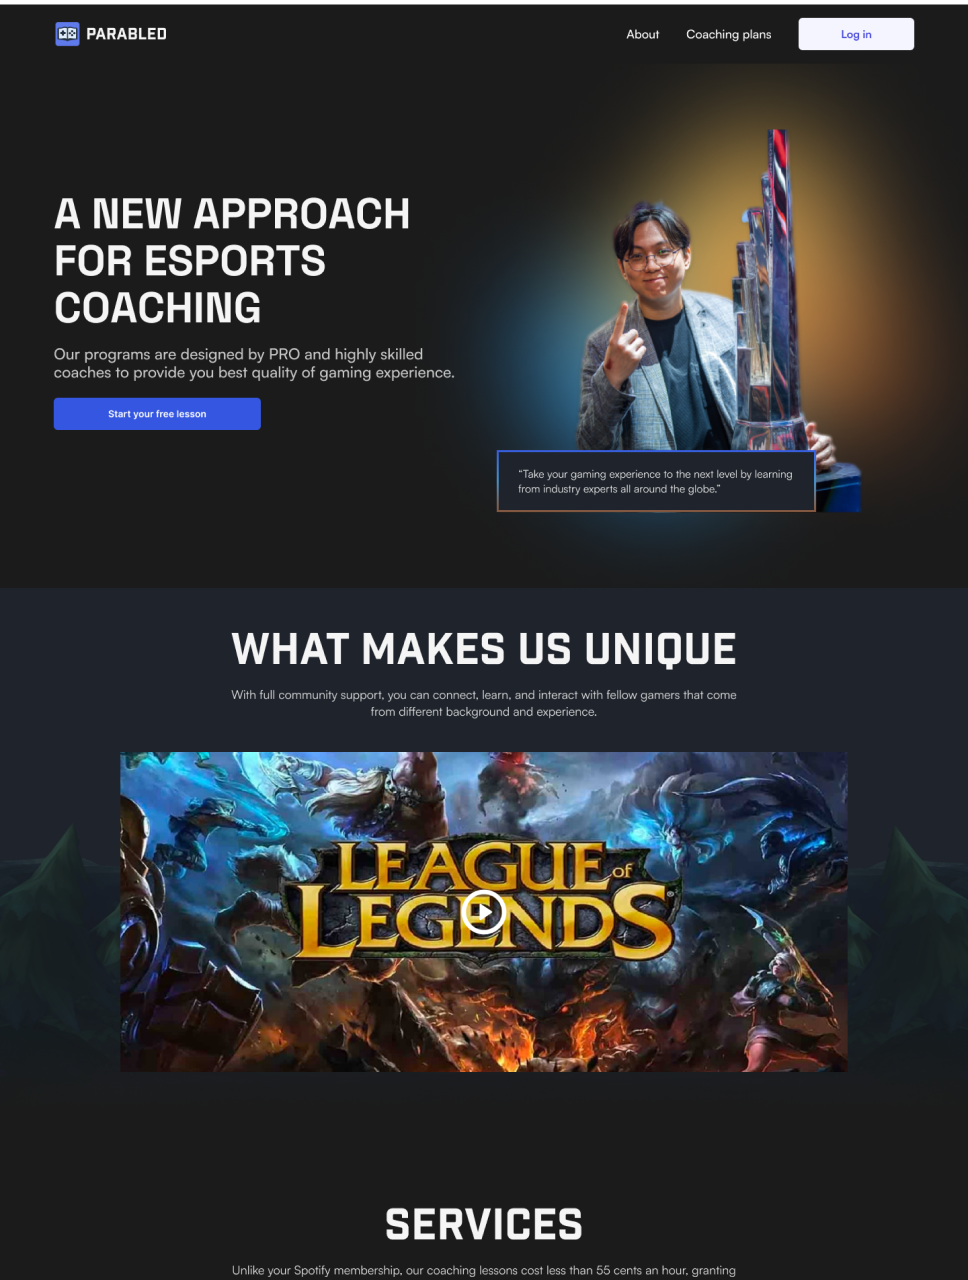 PARABLED
About
Coaching plans
Log in
A NEW APPROACH
FOR ESPORTS
COACHING
Our programs are designed by PRO and highly skilled
coaches to provide you best quality of gaming experience.
Start your free lesson
“Take your gaming experience to the next level by learning
from industry experts all around the globe.”
WHAT MAKES US UNIQUE
With full community support, you can connect, learn, and interact with fellow gamers that come
from different background and experience.
LEAGUE of
LEGENDS®
SERVICES
Unlike your Spotify membership, our coaching lessons cost less than 55 cents an hour, granting